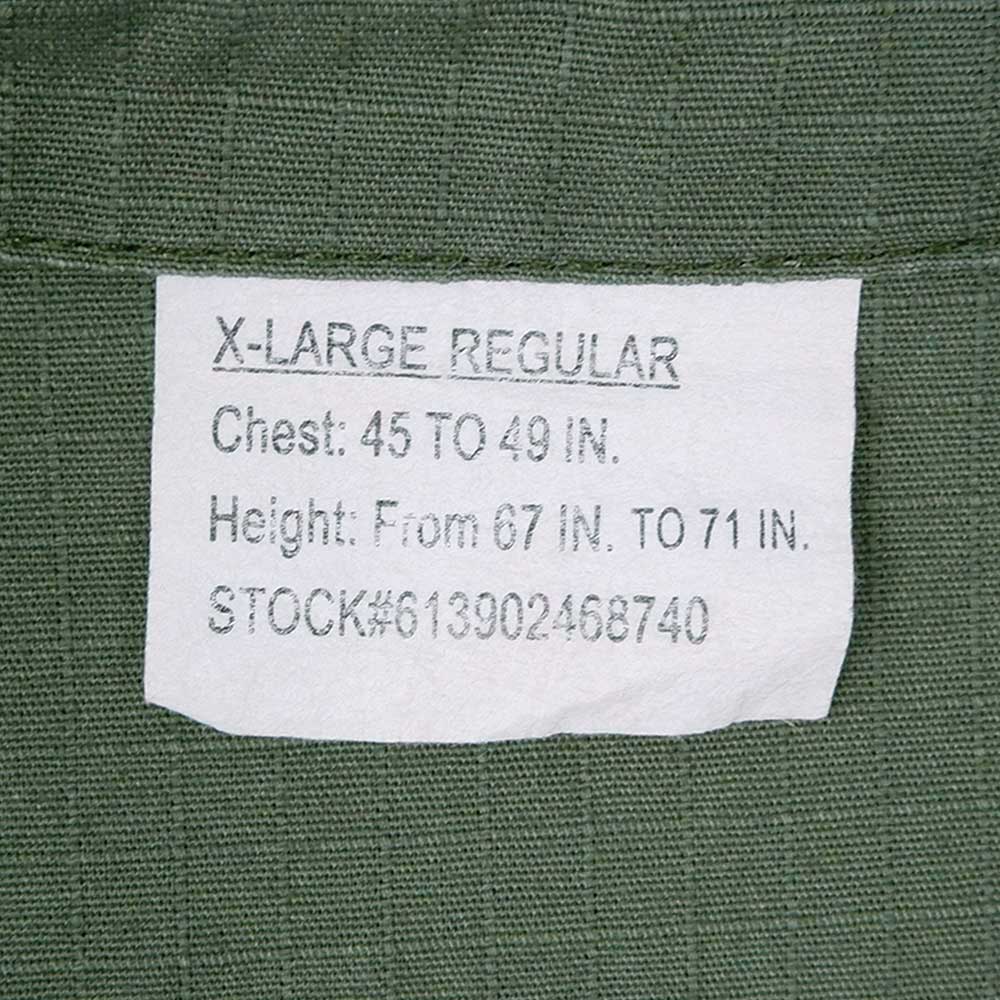 X-LARGE REGULAR
Chest: 45 TO 49 IN.
Height: From 67 IN. TO 71 IN.
STOCK#613902468740